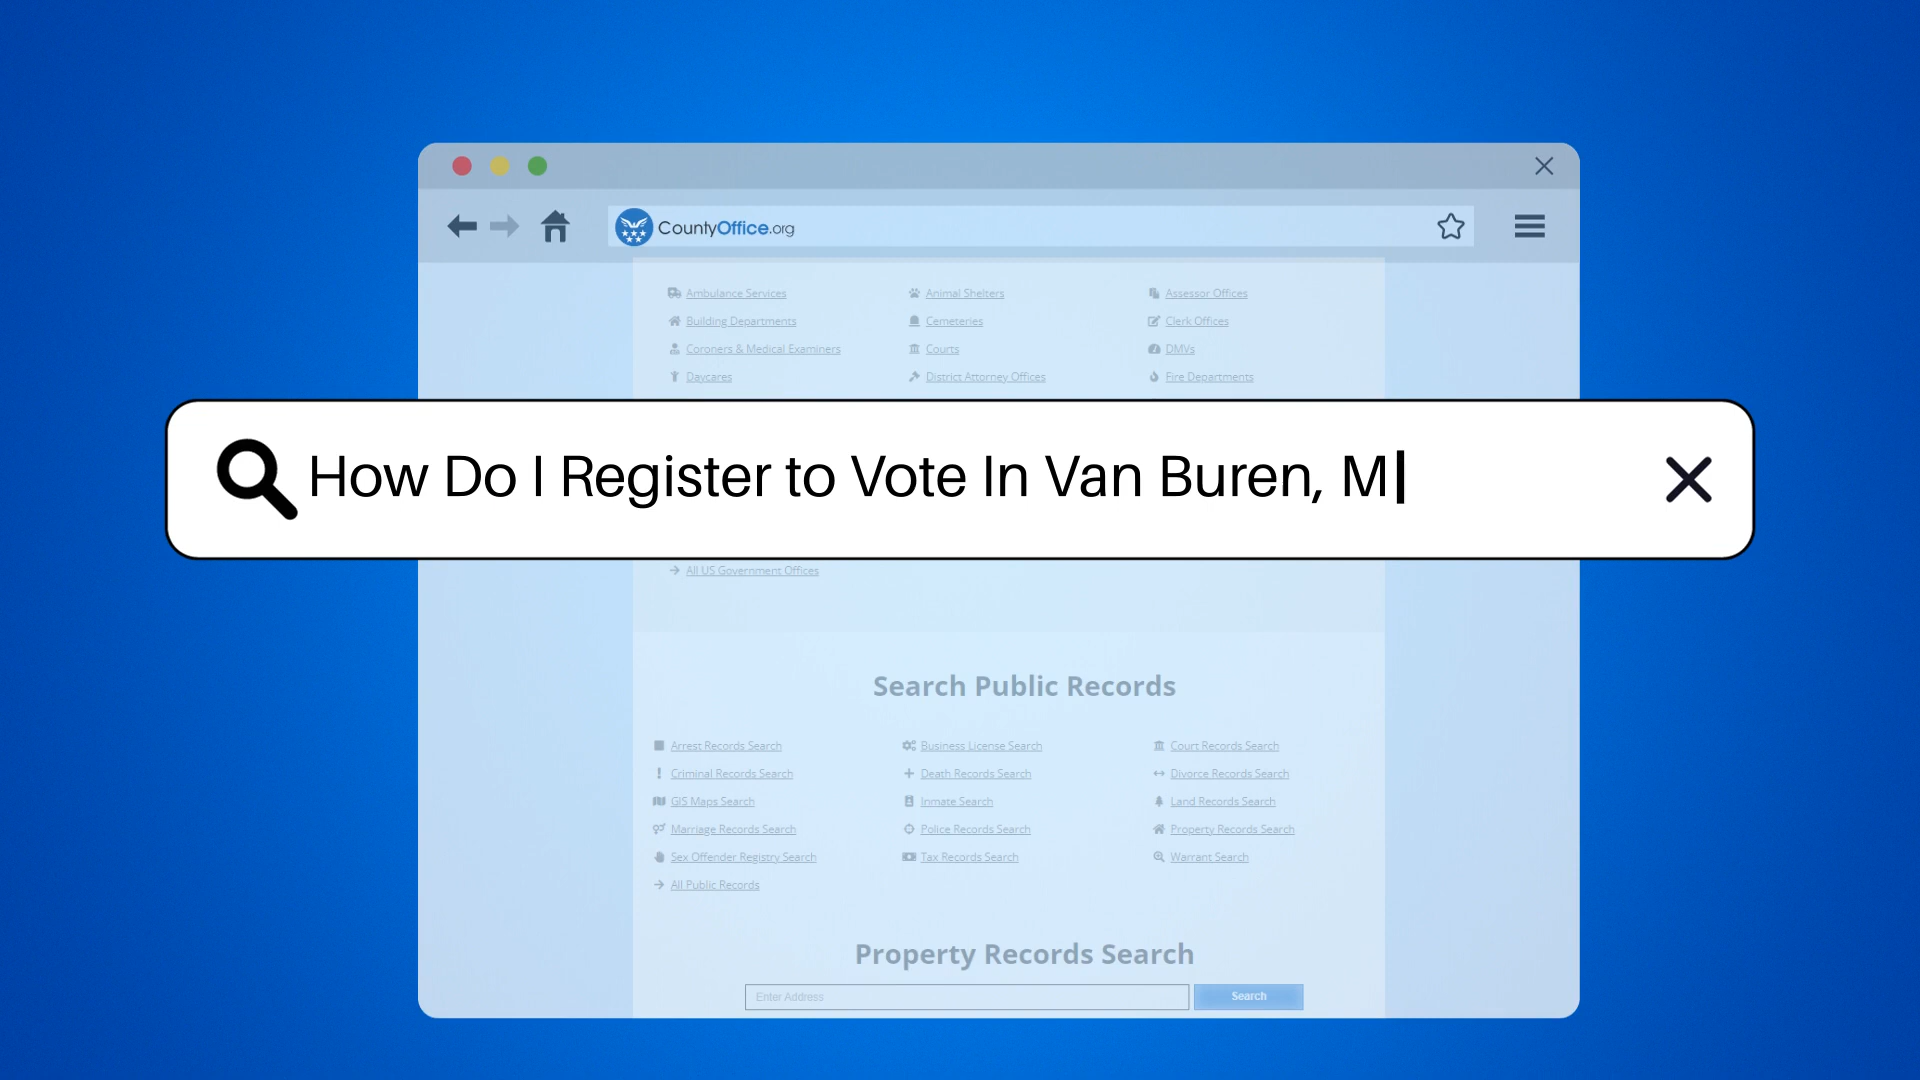 CountyOffice.org
Ambulance Services
Animal Shelters
Assessor Offices
Building Departments
Cemeteries
Clerk Offices
Coroners & Medical Examiners
Courts
DMVs
Daycares
District Attorney Offices
Fire Departments
How Do I Register to Vote In Van Buren, M
All US Government Offices
Search Public Records
Arrest Records Search
Business License Search
Court Records Search
Criminal Records Search
Death Records Search
Divorce Records Search
GIS Maps Search
Inmate Search
Land Records Search
Marriage Records Search
Police Records Search
Property Records Search
Sex Offender Registry Search
Tax Records Search
Warrant Search
All Public Records
Property Records Search
Enter Address
Search